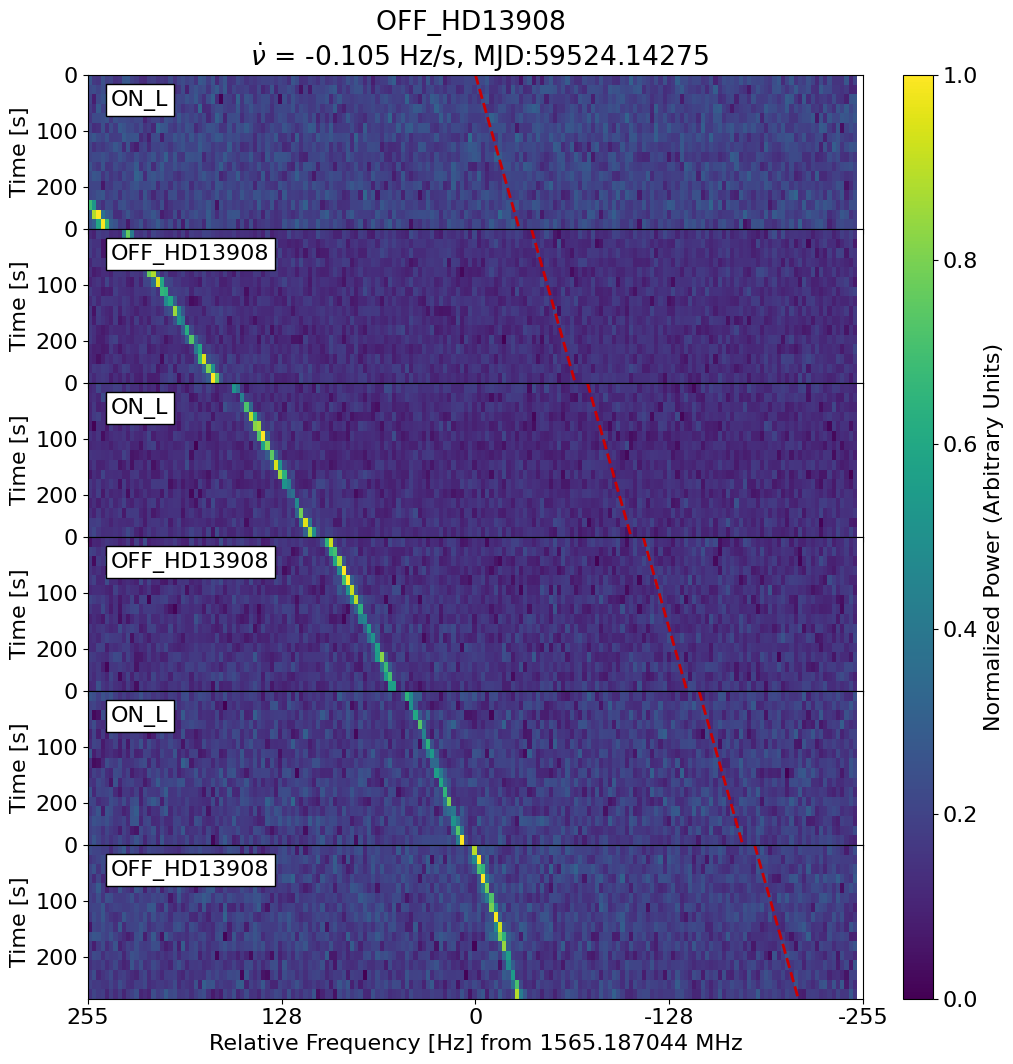 OFF_HD13908
ν̇ = -0.105 Hz/s, MJD:59524.14275
0
ON_L
100
200
Time [s]
0
OFF_HD13908
100
200
Time [s]
0
ON_L
100
200
Time [s]
0
OFF_HD13908
100
200
Time [s]
0
ON_L
100
200
Time [s]
0
OFF_HD13908
100
200
Time [s]
255 128 0 -128 -255
Relative Frequency [Hz] from 1565.187044 MHz
1.0
0.8
0.6
0.4
0.2
0.0
Normalized Power (Arbitrary Units)